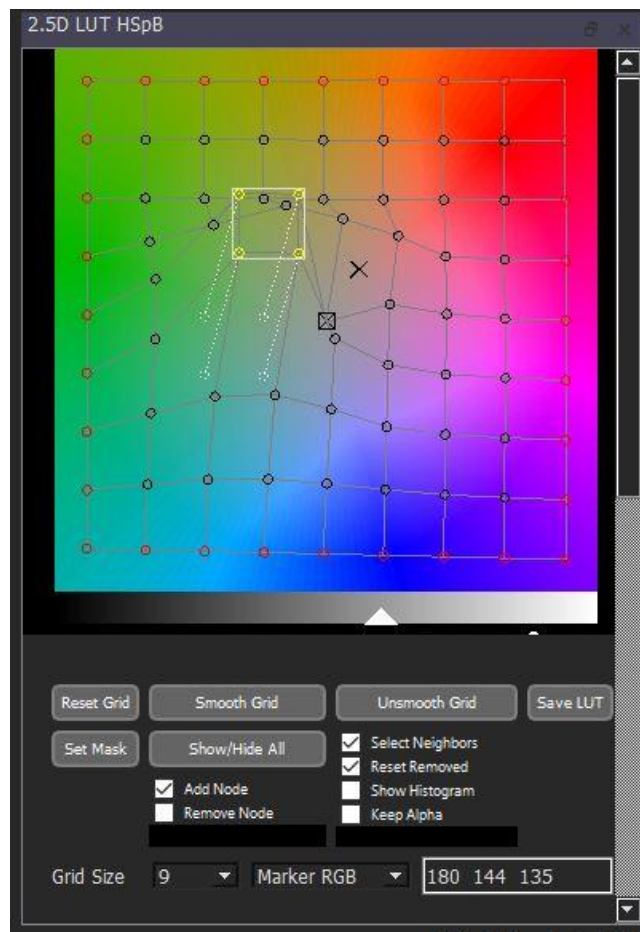 2.5D LUT HSpB
Reset Grid Smooth Grid Unsmooth Grid Save LUT
Set Mask Show/Hide All Select Neighbors
Reset Removed
Add Node Show Histogram
Remove Node Keep Alpha
Grid Size 9 Marker RGB 180 144 135